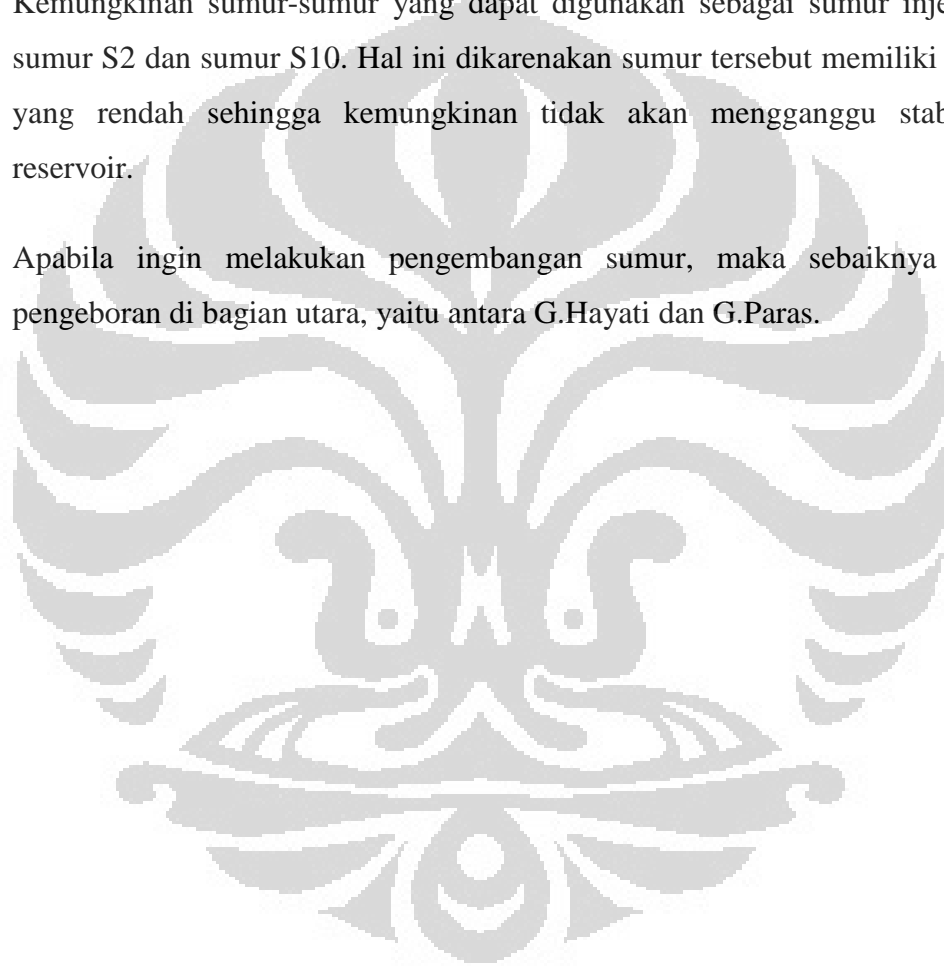 Kemungkinan sumur-sumur yang dapat digunakan sebagai sumur
sumur S2 dan sumur S10. Hal ini dikarenakan sumur tersebut memiliki
yang rendah sehingga kemungkinan tidak akan mengganggu
reservoir.
Apabila ingin melakukan pengembangan sumur, maka sebaiknya
pengeboran di bagian utara, yaitu antara G.Hayati dan G.Paras.